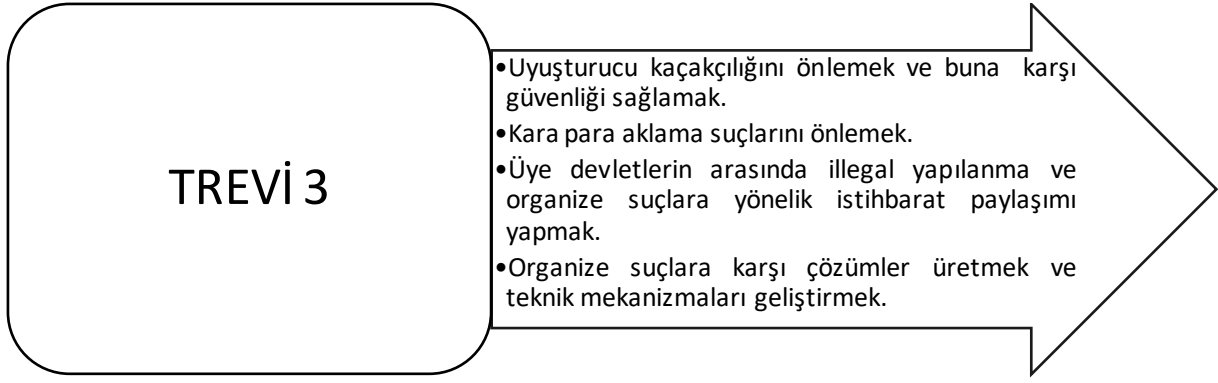 TREVİ 3
•Uyuşturucu kaçakçılığını önlemek ve buna karşı
güvenliği sağlamak.
•Kara para aklama suçlarını önlemek.
•Üye devletlerin arasında illegal yapılanma ve
organize suçlara yönelik istihbarat paylaşımı
yapmak.
•Organize suçlara karşı çözümler üretmek ve
teknik mekanizmaları geliştirmek.